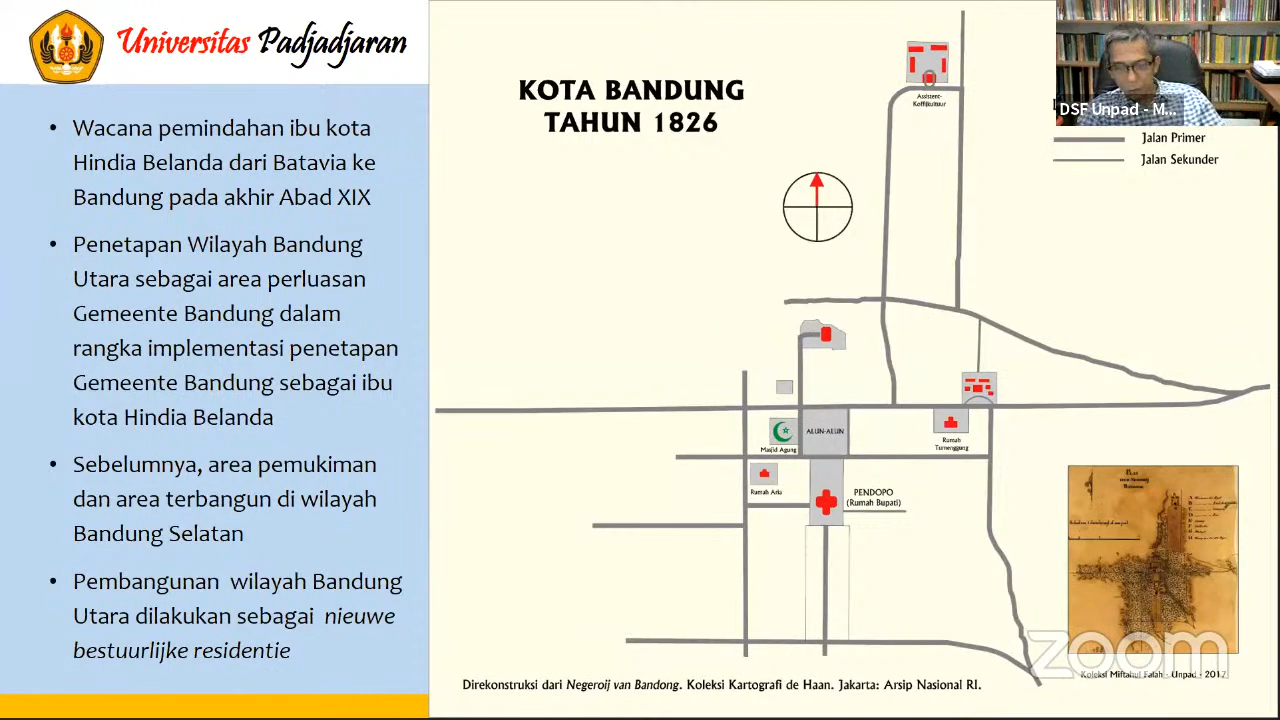 Universitas Padjadjaran
• Wacana pemindahan ibu kota
Hindia Belanda dari Batavia ke
Bandung pada akhir Abad XIX
• Penetapan Wilayah Bandung
Utara sebagai area perluasan
Gemeente Bandung dalam
rangka implementasi penetapan
Gemeente Bandung sebagai ibu
kota Hindia Belanda
• Sebelumnya, area pemukiman
dan area terbangun di wilayah
Bandung Selatan
• Pembangunan wilayah Bandung
Utara dilakukan sebagai nieuwe
bestuurlijke residentie
KOTA BANDUNG
TAHUN 1826
Assistent-
Koffijkultuur
DSF Unpad - M...
Jalan Primer
Jalan Sekunder
ALUN-ALUN
Masjid Agung
Rumah
Tumenggung
Rumah Aria
PENDOPO
(Rumah Bupati)
zoom
Koleksi Miftahul Falah - Unpad - 2017
Direkonstruksi dari Negeroij van Bandong. Koleksi Kartografi de Haan. Jakarta: Arsip Nasional RI.